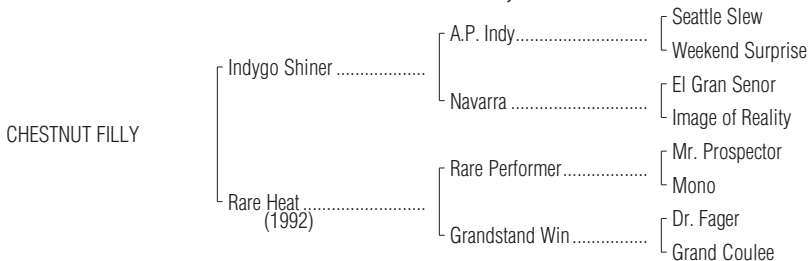 Seattle Slew
A.P. Indy
Weekend Surprise
Indygo Shiner
El Gran Senor
Navarra
Image of Reality
CHESTNUT FILLY
Mr. Prospector
Rare Performer
Mono
Rare Heat
(1992)
Dr. Fager
Grandstand Win
Grand Coulee